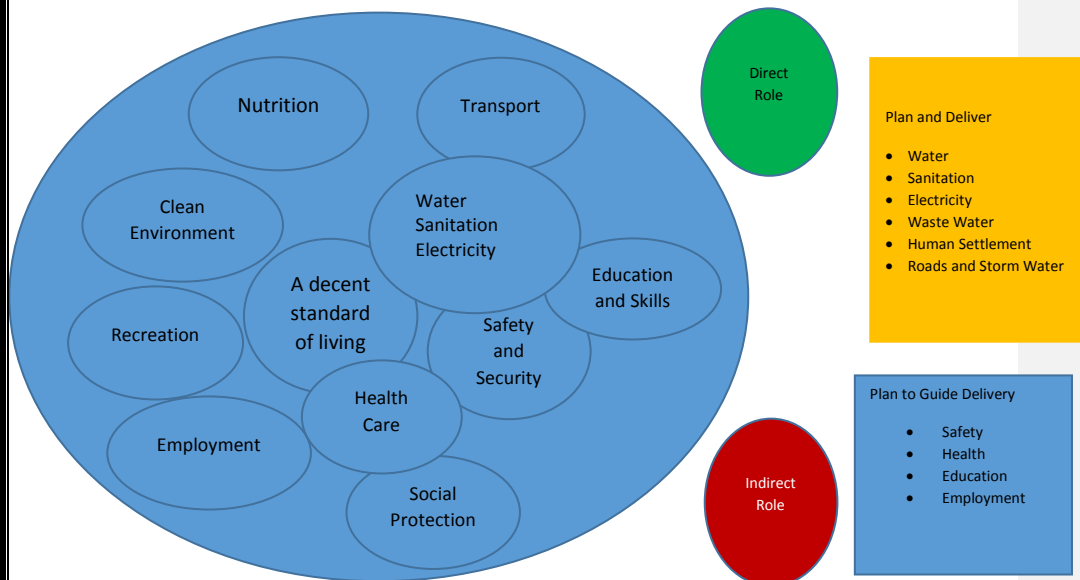 Nutrition
Transport
Clean
Environment
Water
Sanitation
Electricity
A decent
standard
of living
Education
and Skills
Recreation
Safety
and
Security
Health
Care
Employment
Social
Protection
Direct
Role
Indirect
Role
Plan and Deliver
• Water
• Sanitation
• Electricity
• Waste Water
• Human Settlement
• Roads and Storm Water
Plan to Guide Delivery
• Safety
• Health
• Education
• Employment